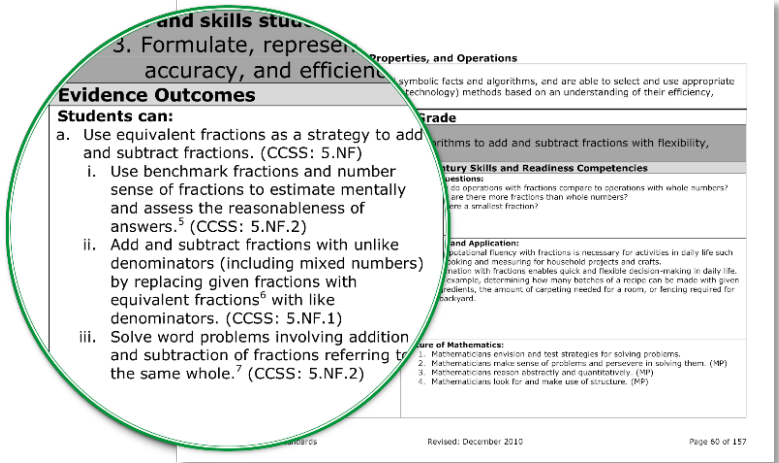 and skills stude
3. Formulate, represen
accuracy, and efficienc
Evidence Outcomes
Students can:
a. Use equivalent fractions as a strategy to add
and subtract fractions. (CCSS: 5.NF)
i. Use benchmark fractions and number
sense of fractions to estimate mentally
and assess the reasonableness of
answers.⁵ (CCSS: 5.NF.2)
ii. Add and subtract fractions with unlike
denominators (including mixed numbers)
by replacing given fractions with
equivalent fractions⁶ with like
denominators. (CCSS: 5.NF.1)
iii. Solve word problems involving addition
and subtraction of fractions referring to
the same whole.⁷ (CCSS: 5.NF.2)
Properties, and Operations
symbolic facts and algorithms, and are able to select and use appropriate
technology) methods based on an understanding of their efficiency,
Grade
rithms to add and subtract fractions with flexibility,
ntury Skills and Readiness Competencies
uestions:
do operations with fractions compare to operations with whole numbers?
are there more fractions than whole numbers?
ere a smallest fraction?
and Application:
putational fluency with fractions is necessary for activities in daily life such
ooking and measuring for household projects and crafts.
mation with fractions enables quick and flexible decision-making in daily life.
example, determining how many batches of a recipe can be made with given
redients, the amount of carpeting needed for a room, or fencing required for
backyard.
ure of Mathematics:
1. Mathematicians envision and test strategies for solving problems.
2. Mathematicians make sense of problems and persevere in solving them. (MP)
3. Mathematicians reason abstractly and quantitatively. (MP)
4. Mathematicians look for and make use of structure. (MP)
ndards
Revised: December 2010
Page 60 of 157